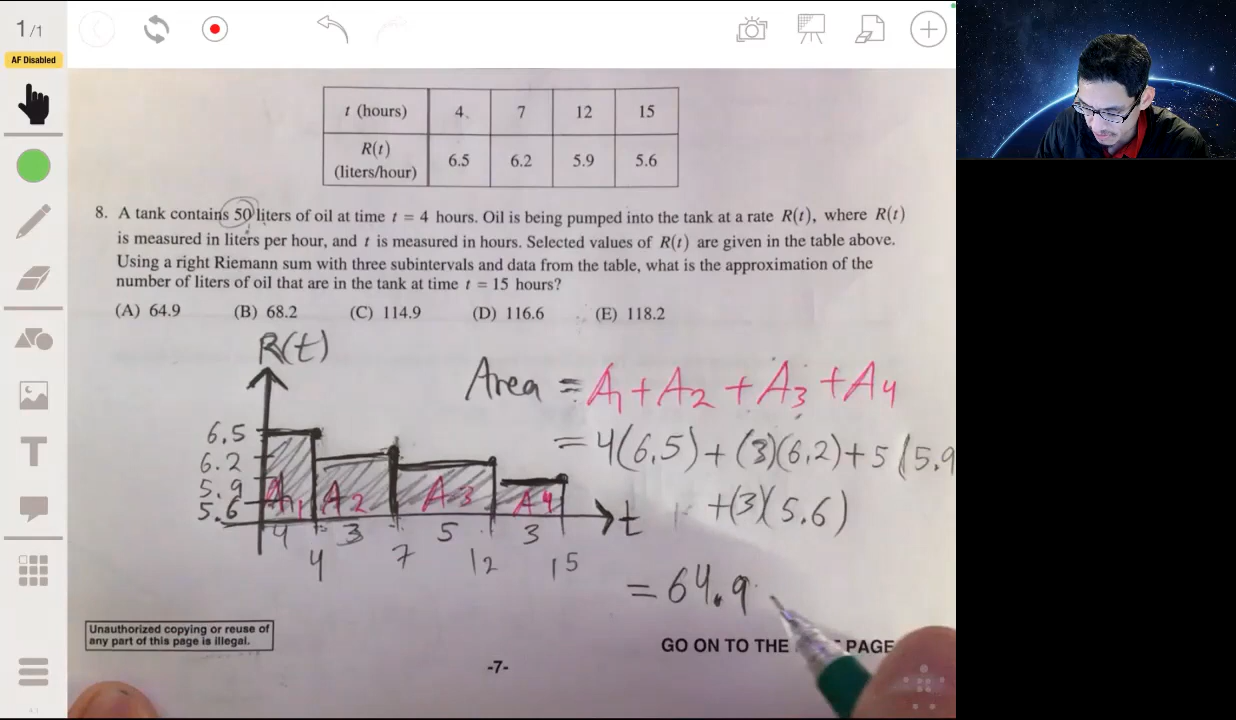 1/1
AF Disabled
t (hours) 4 7 12 15
R(t) (liters/hour) 6.5 6.2 5.9 5.6
8. A tank contains 50 liters of oil at time t = 4 hours. Oil is being pumped into the tank at a rate R(t), where R(t)
is measured in liters per hour, and t is measured in hours. Selected values of R(t) are given in the table above.
Using a right Riemann sum with three subintervals and data from the table, what is the approximation of the
number of liters of oil that are in the tank at time t = 15 hours?
(A) 64.9 (B) 68.2 (C) 114.9 (D) 116.6 (E) 118.2
R(t)
Area = A1 + A2 + A3 + A4
6.5
= 4(6.5) + (3)(6.2) + 5(5.9
6.2
5.9
5.6
A1 A2 A3 A4
+(3)(5.6)
t
4 3 5 3
4 7 12 15
= 64.9
Unauthorized copying or reuse of
any part of this page is illegal.
GO ON TO THE PAGE
-7-